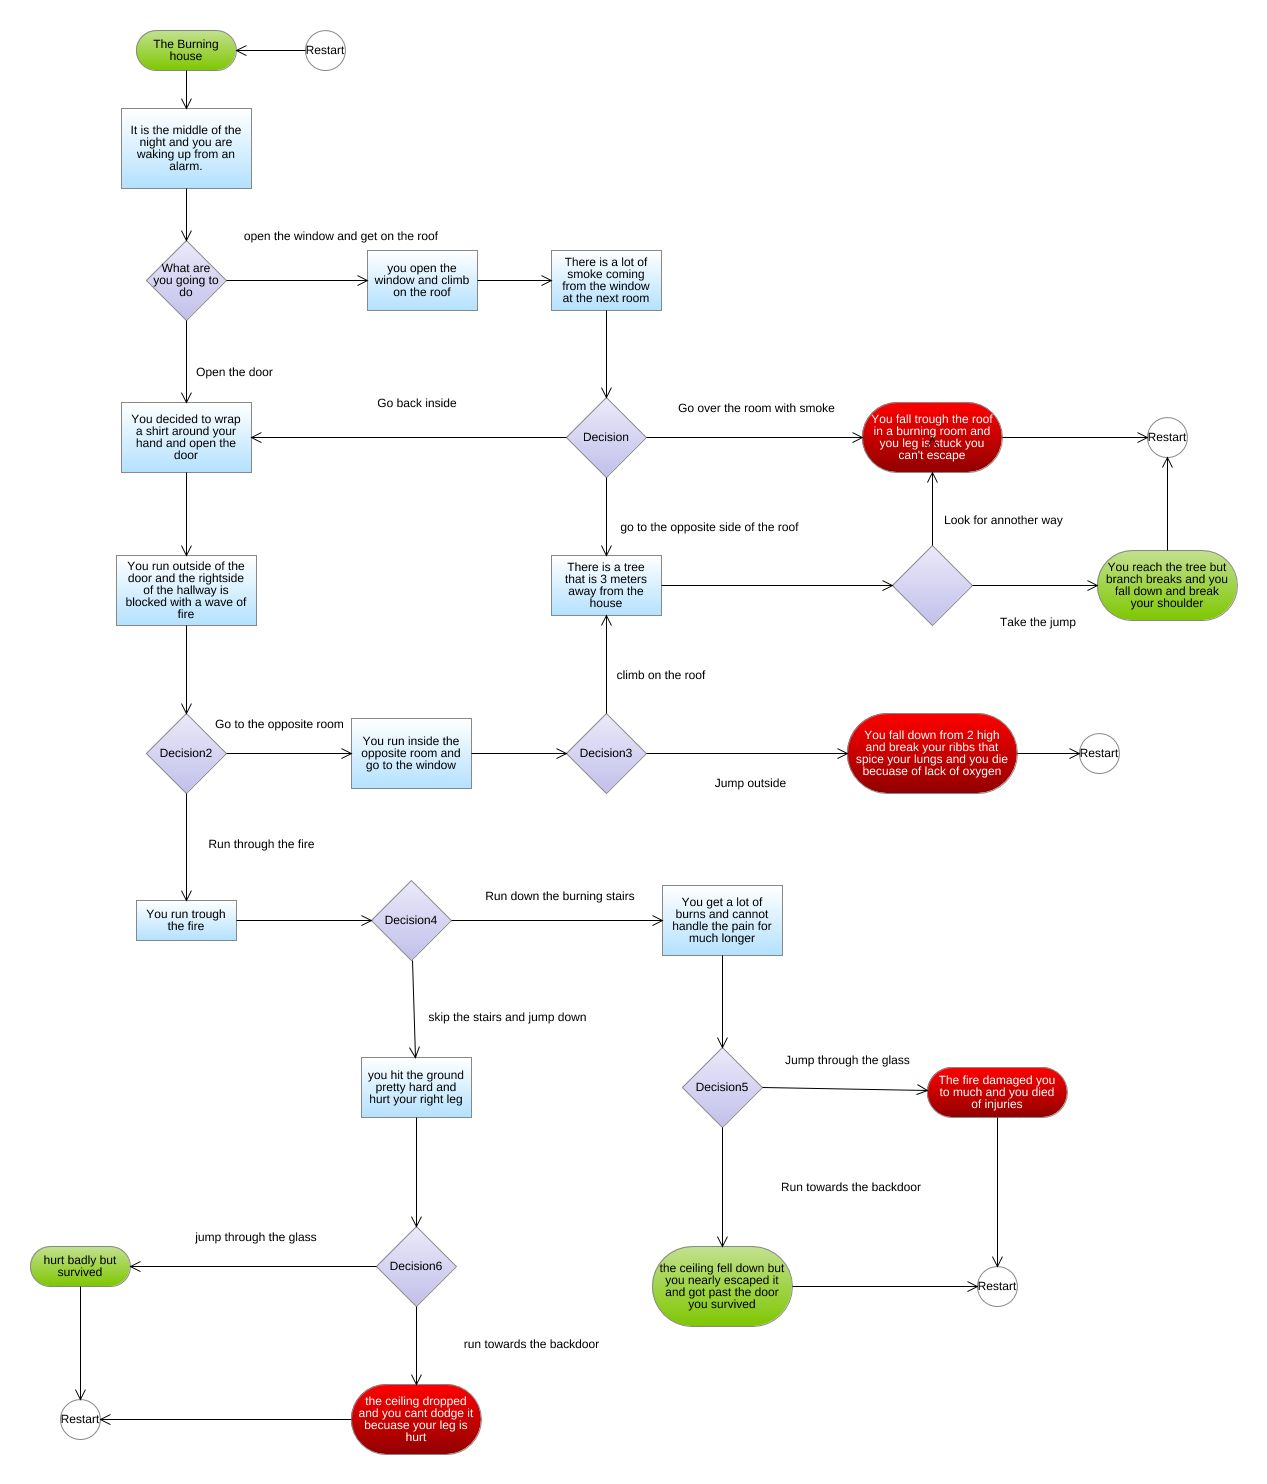 The Burning
house
Restart
It is the middle of the
night and you are
waking up from an
alarm.
open the window and get on the roof
What are
you going to
do
you open the
window and climb
on the roof
There is a lot of
smoke coming
from the window
at the next room
Open the door
Go back inside
Go over the room with smoke
You decided to wrap
a shirt around your
hand and open the
door
Decision
You fall trough the roof
in a burning room and
you leg is stuck you
can't escape
Restart
go to the opposite side of the roof
Look for annother way
You run outside of the
door and the rightside
of the hallway is
blocked with a wave of
fire
There is a tree
that is 3 meters
away from the
house
You reach the tree but
branch breaks and you
fall down and break
your shoulder
Take the jump
climb on the roof
Go to the opposite room
Decision2
You run inside the
opposite room and
go to the window
Decision3
You fall down from 2 high
and break your ribbs that
spice your lungs and you die
becuase of lack of oxygen
Restart
Jump outside
Run through the fire
You run trough
the fire
Decision4
Run down the burning stairs
You get a lot of
burns and cannot
handle the pain for
much longer
skip the stairs and jump down
you hit the ground
pretty hard and
hurt your right leg
Decision5
Jump through the glass
The fire damaged you
to much and you died
of injuries
Run towards the backdoor
jump through the glass
hurt badly but
survived
Decision6
the ceiling fell down but
you nearly escaped it
and got past the door
you survived
Restart
run towards the backdoor
Restart
the ceiling dropped
and you cant dodge it
becuase your leg is
hurt